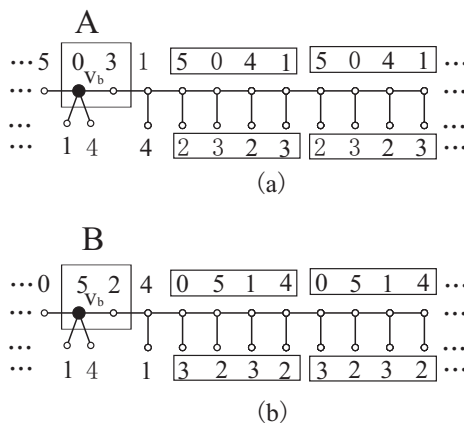 A
... 5 0 3 1 5 0 4 1 5 0 4 1 ...
... v_b ...
...
... 1 4 4 2 3 2 3 2 3 2 3 ...
(a)
B
... 0 5 2 4 0 5 1 4 0 5 1 4 ...
... v_b ...
...
... 1 4 1 3 2 3 2 3 2 3 2 ...
(b)